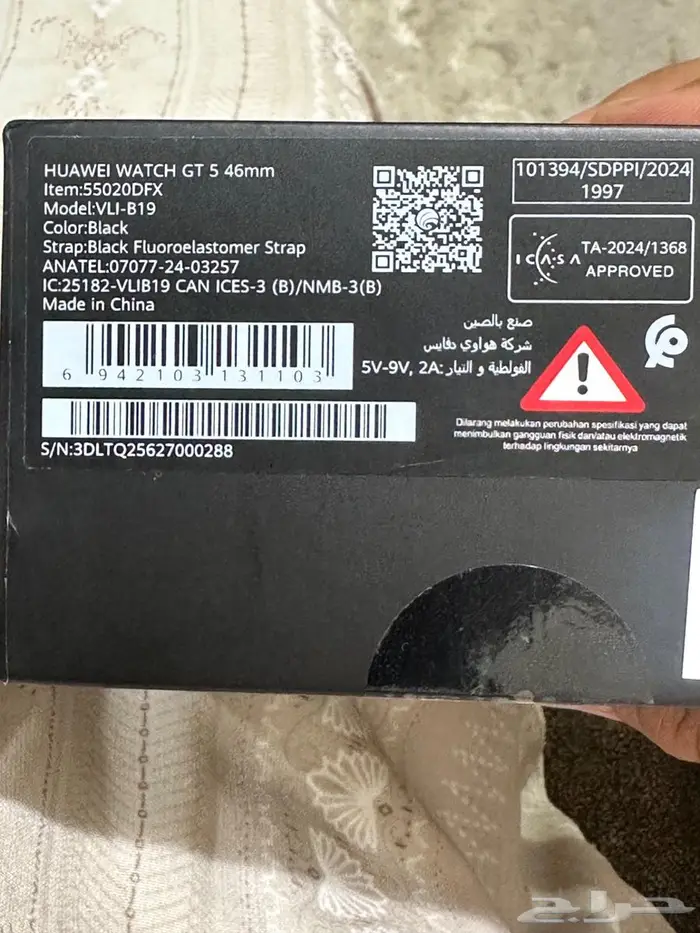 HUAWEI WATCH GT 5 46mm
Item:55020DFX
Model:VLI-B19
Color:Black
Strap:Black Fluoroelastomer Strap
ANATEL:07077-24-03257
IC:25182-VLIB19 CAN ICES-3 (B)/NMB-3(B)
Made in China
6 942103 131103
S/N:3DLTQ25627000288
101394/SDPPI/2024
1997
ICASA TA-2024/1368
APPROVED
صنع بالصين
شركة هواوي دفايس
الفولطية و التيار: 5V-9V, 2A
Dilarang melakukan perubahan spesifikasi yang dapat
menimbulkan gangguan fisik dan/atau elektromagnetik
terhadap lingkungan sekitarnya
حراج